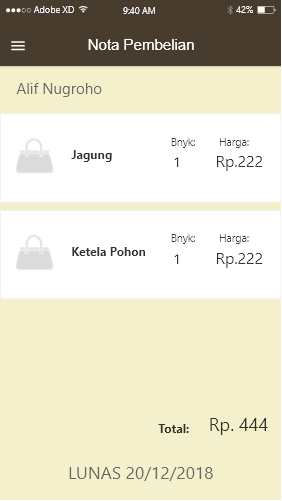 Adobe XD 9:40 AM 42%
Nota Pembelian
Alif Nugroho
Bnyk: Harga:
Jagung 1 Rp.222
Bnyk: Harga:
Ketela Pohon 1 Rp.222
Total: Rp. 444
LUNAS 20/12/2018